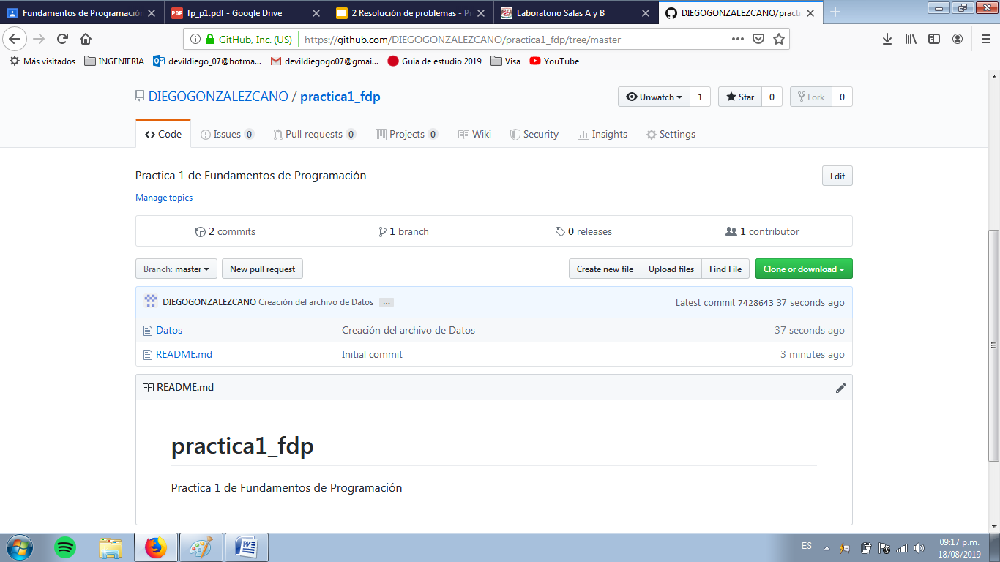 Fundamentos de Programación
fp_p1.pdf - Google Drive
2 Resolución de problemas - P
Laboratorio Salas A y B
DIEGOGONZALEZCANO/practi
GitHub, Inc. (US)
https://github.com/DIEGOGONZALEZCANO/practica1_fdp/tree/master
Más visitados
INGENIERIA
devildiego_07@hotma...
devildiegogo07@gmai...
Guia de estudio 2019
Visa
YouTube
DIEGOGONZALEZCANO / practica1_fdp
Unwatch 1
Star 0
Fork 0
Code
Issues 0
Pull requests 0
Projects 0
Wiki
Security
Insights
Settings
Practica 1 de Fundamentos de Programación
Edit
Manage topics
2 commits
1 branch
0 releases
1 contributor
Branch: master
New pull request
Create new file
Upload files
Find File
Clone or download
DIEGOGONZALEZCANO Creación del archivo de Datos ...
Latest commit 7428643 37 seconds ago
Datos
Creación del archivo de Datos
37 seconds ago
README.md
Initial commit
3 minutes ago
README.md
practica1_fdp
Practica 1 de Fundamentos de Programación
ES
09:17 p.m.
18/08/2019